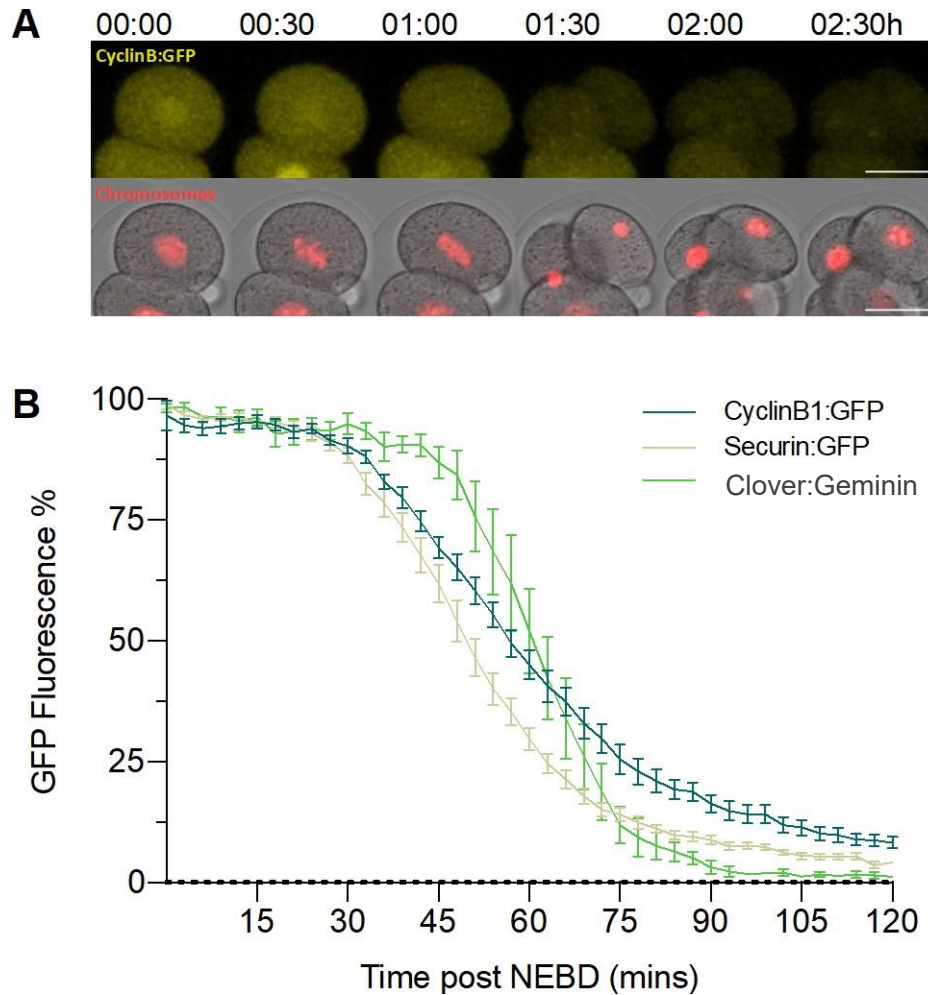 A
00:00 00:30 01:00 01:30 02:00 02:30h
CyclinB:GFP
Chromosomes
B
CyclinB1:GFP
Securin:GFP
Clover:Geminin
100
75
50
25
0
GFP Fluorescence %
15 30 45 60 75 90 105 120
Time post NEBD (mins)